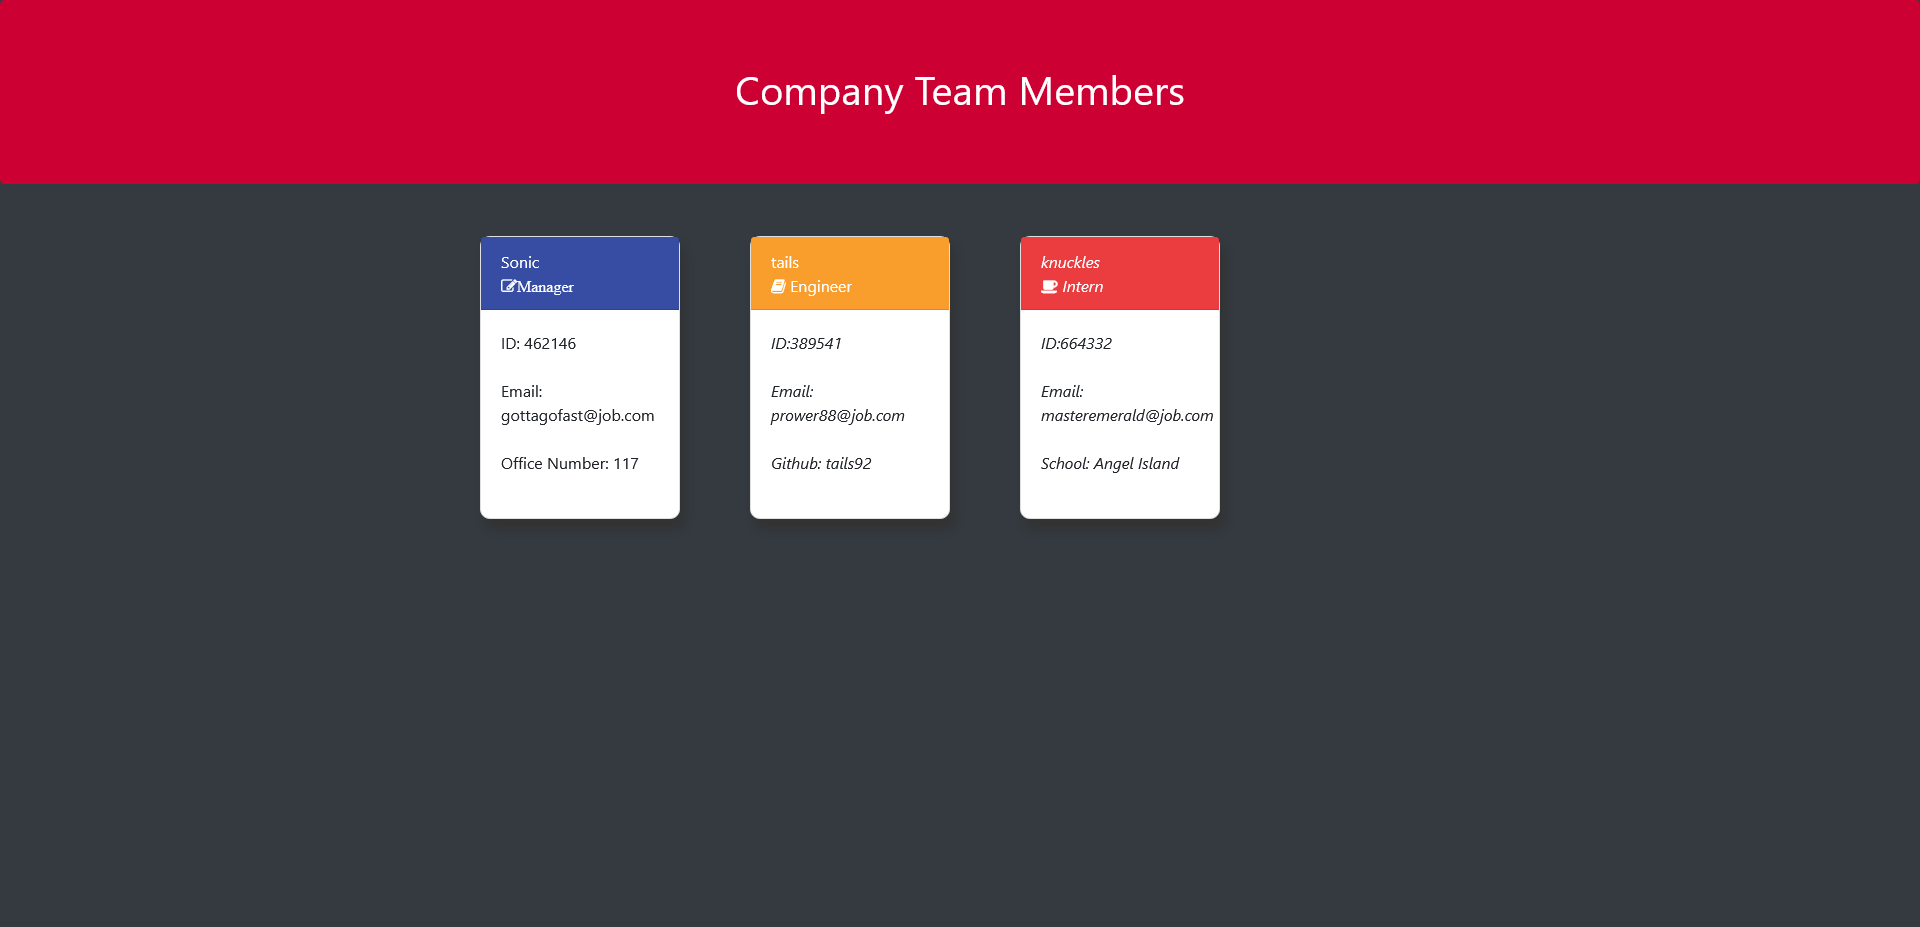 Company Team Members
Sonic
Manager
ID: 462146
Email:
gottagofast@job.com
Office Number: 117
tails
Engineer
ID:389541
Email:
prower88@job.com
Github: tails92
knuckles
Intern
ID:664332
Email:
masteremerald@job.com
School: Angel Island